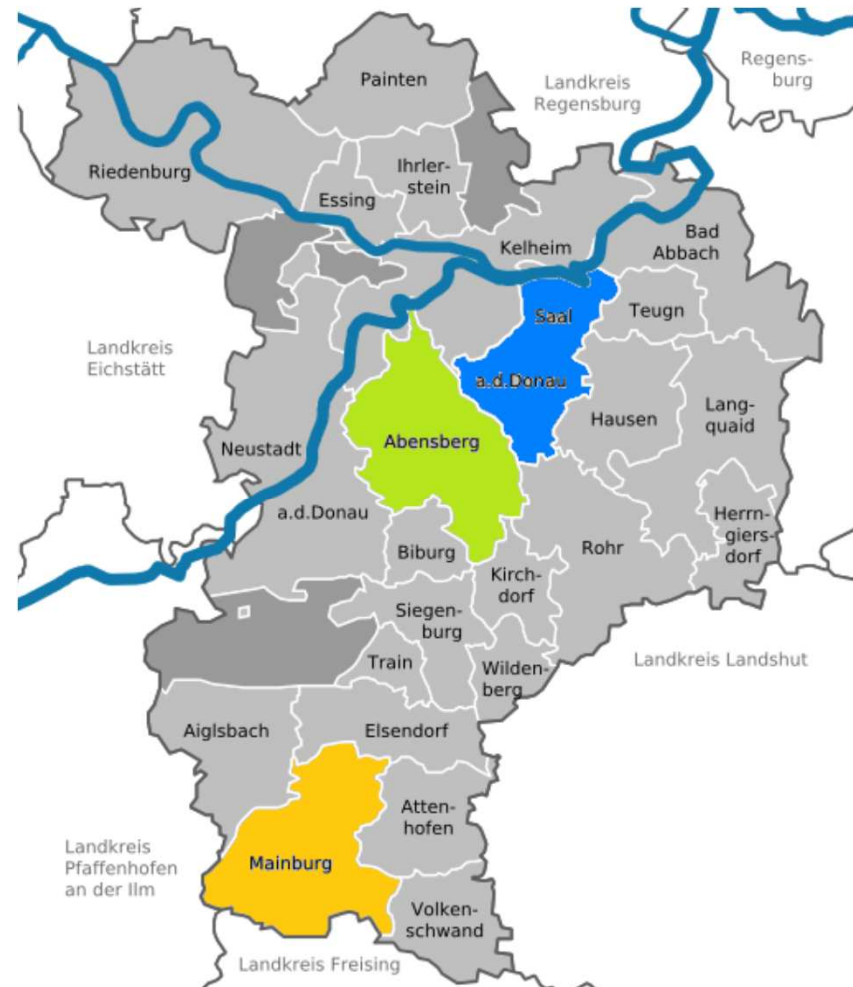 Painten
Landkreis
Regensburg
Regens-
burg
Riedenburg
Ihrler-
stein
Essing
Kelheim
Bad
Abbach
Saal
a.d.Donau
Teugn
Landkreis
Eichstätt
Neustadt
a.d.Donau
Abensberg
Hausen
Lang-
quaid
Herrn-
giers-
dorf
Rohr
Biburg
Kirch-
dorf
Siegen-
burg
Train
Wilden-
berg
Landkreis Landshut
Aiglsbach
Elsendorf
Atten-
hofen
Landkreis
Pfaffenhofen
an der Ilm
Mainburg
Volken-
schwand
Landkreis Freising